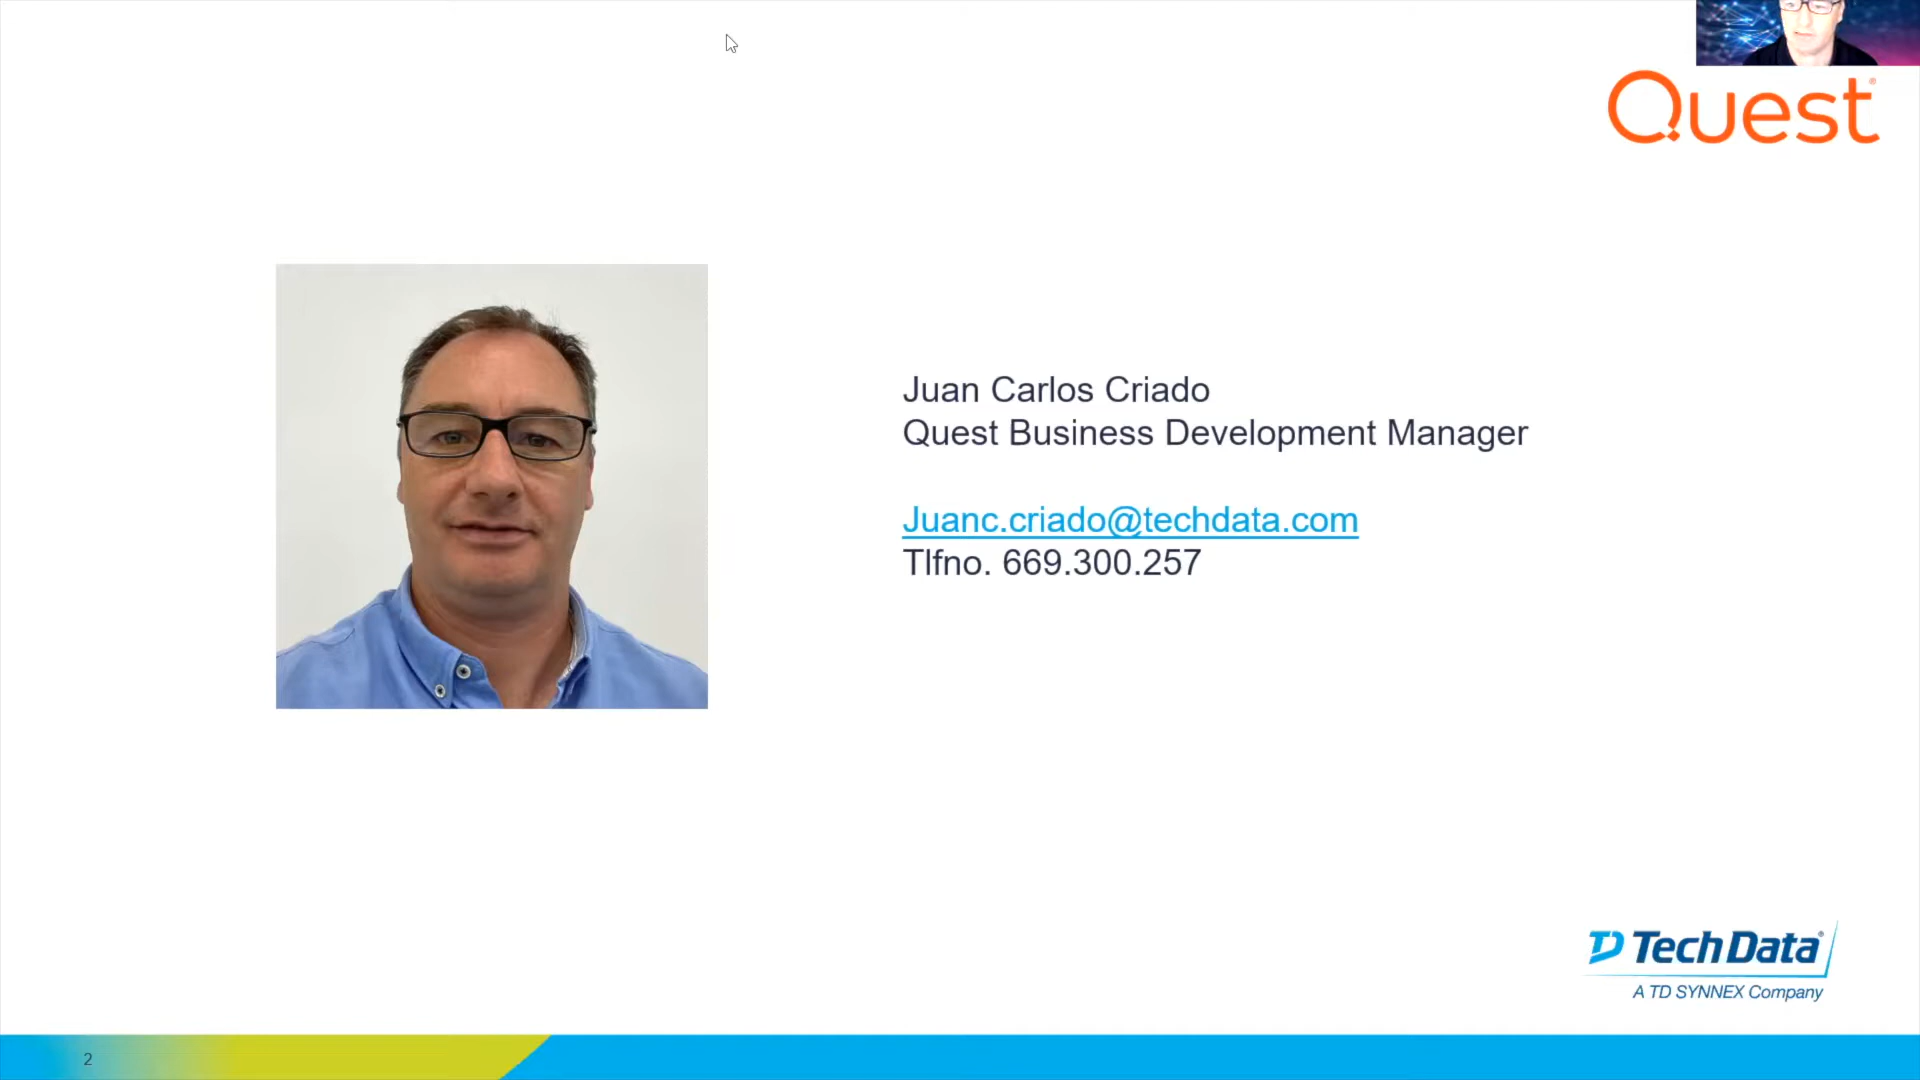 Quest
Juan Carlos Criado
Quest Business Development Manager
Juanc.criado@techdata.com
Tlfno. 669.300.257
TD TechData
A TD SYNNEX Company
2